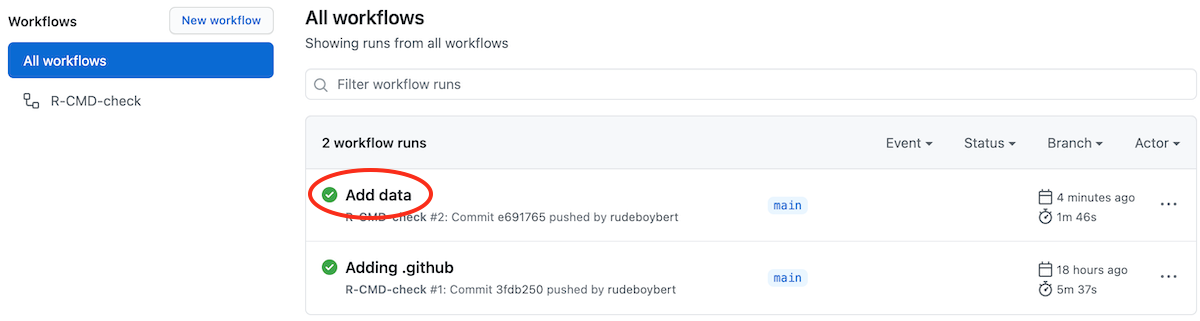 Workflows
New workflow
All workflows
R-CMD-check
All workflows
Showing runs from all workflows
Filter workflow runs
2 workflow runs
Event
Status
Branch
Actor
Add data
R-CMD-check #2: Commit e691765 pushed by rudeboybert
main
4 minutes ago
1m 46s
Adding .github
R-CMD-check #1: Commit 3fdb250 pushed by rudeboybert
main
18 hours ago
5m 37s